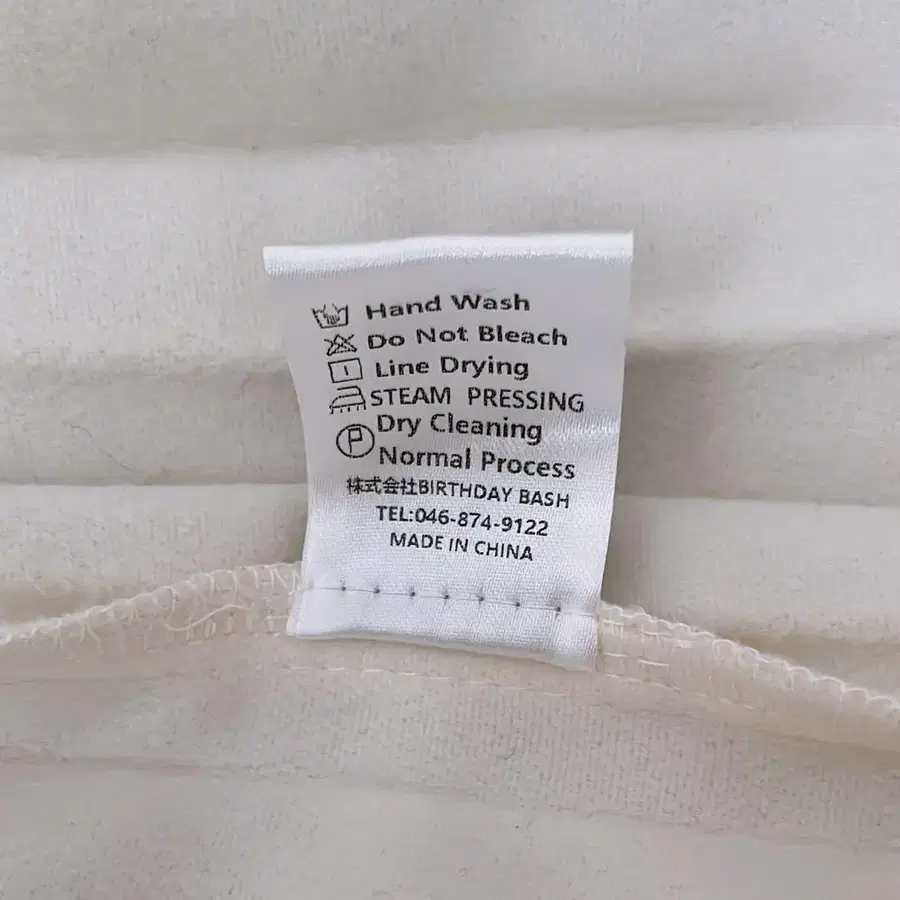 Hand Wash
Do Not Bleach
Line Drying
STEAM PRESSING
P Dry Cleaning
Normal Process
株式会社BIRTHDAY BASH
TEL:046-874-9122
MADE IN CHINA